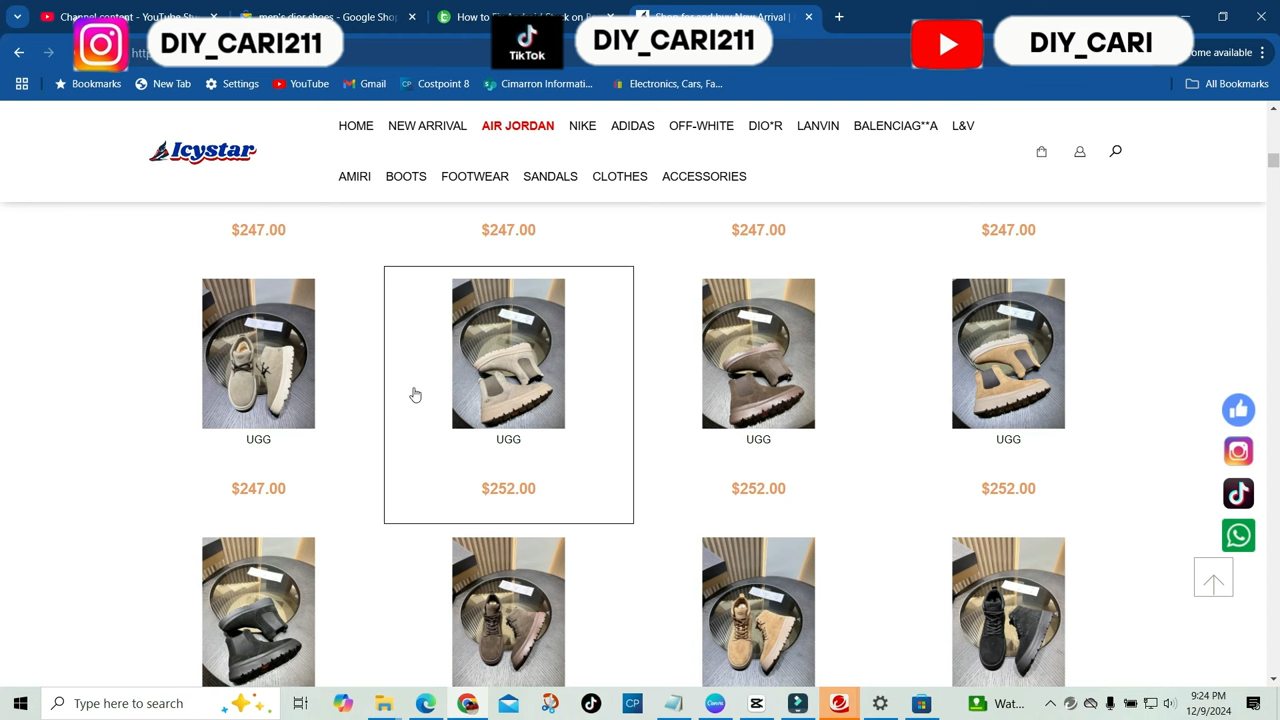 Channel content - YouTube Stu
men's dior shoes - Google Shop
How to Fix Android Stuck on Bo
Shop for and buy New Arrival |
DIY_CARI211
TikTok
DIY_CARI211
DIY_CARI
Bookmarks
New Tab
Settings
YouTube
Gmail
Costpoint 8
Cimarron Informati...
Electronics, Cars, Fa...
All Bookmarks
Icystar
HOME NEW ARRIVAL AIR JORDAN NIKE ADIDAS OFF-WHITE DIO*R LANVIN BALENCIAG**A L&V
AMIRI BOOTS FOOTWEAR SANDALS CLOTHES ACCESSORIES
$247.00 $247.00 $247.00 $247.00
UGG UGG UGG UGG
$247.00 $252.00 $252.00 $252.00
Type here to search
CP
Wat...
9:24 PM
12/9/2024